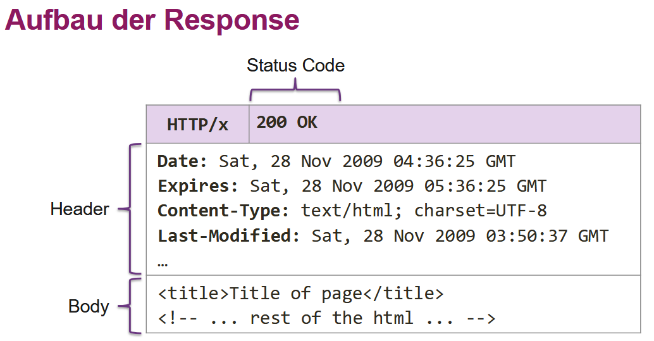 Aufbau der Response
Status Code
HTTP/x 200 OK
Header
Date: Sat, 28 Nov 2009 04:36:25 GMT
Expires: Sat, 28 Nov 2009 05:36:25 GMT
Content-Type: text/html; charset=UTF-8
Last-Modified: Sat, 28 Nov 2009 03:50:37 GMT
…
Body
<title>Title of page</title>
<!-- ... rest of the html ... -->